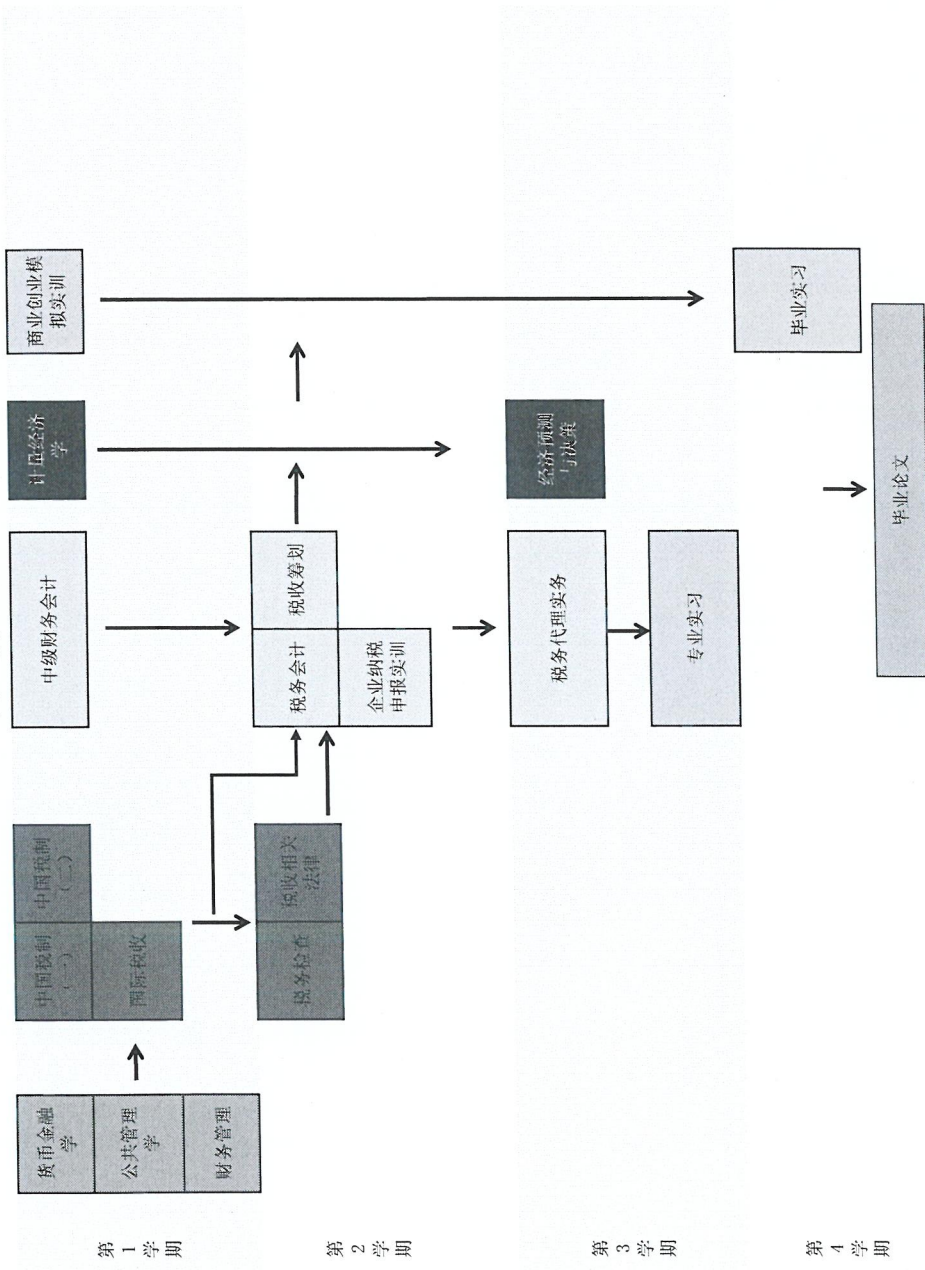 第1学期
货币金融
学
公共管理
学
财务管理
中国税制
（一）
中国税制
（二）
国际税收
中级财务会计
计量经济
学
商业创业模
拟实训
第2学期
税务检查
税收相关
法律
税务会计
税收筹划
企业纳税
申报实训
第3学期
税务代理实务
专业实习
经济预测
与决策
第4学期
毕业实习
毕业论文